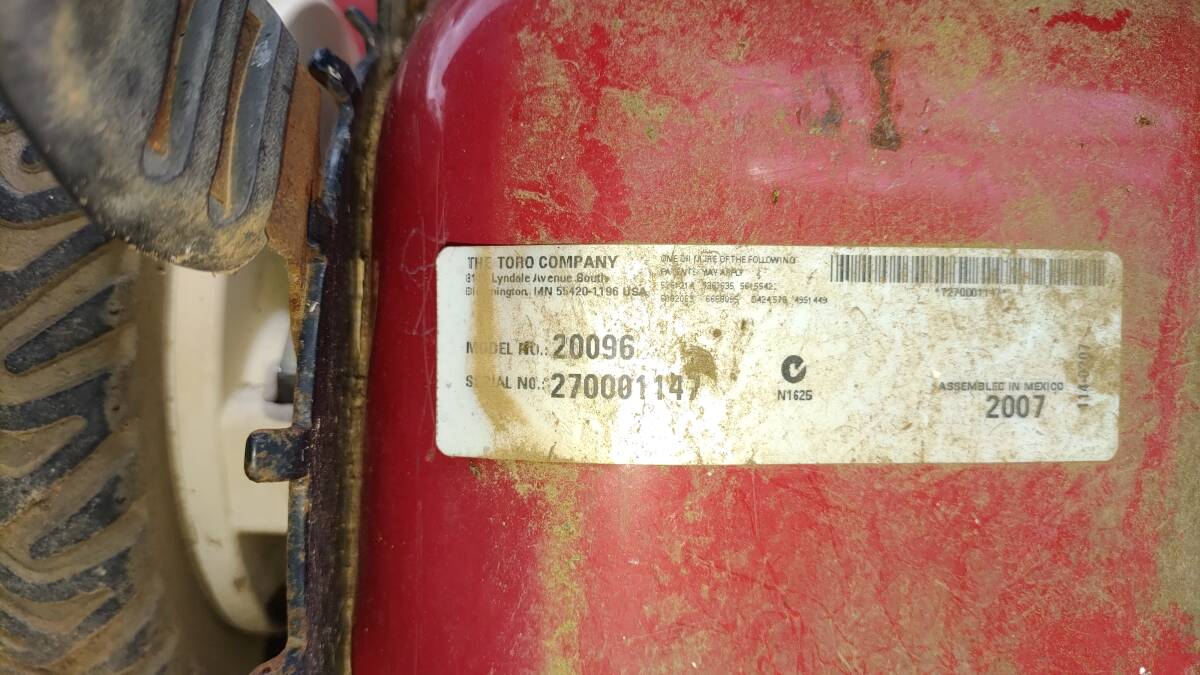 THE TORO COMPANY
Lyndale Avenue South
MN 55420-1196 USA
ONE OR MORE OF THE FOLLOWING
PATENTS MAY APPLY
4951449
MODEL NO.: 20096
SERIAL NO.: 270001147
N1625
ASSEMBLED IN MEXICO
2007